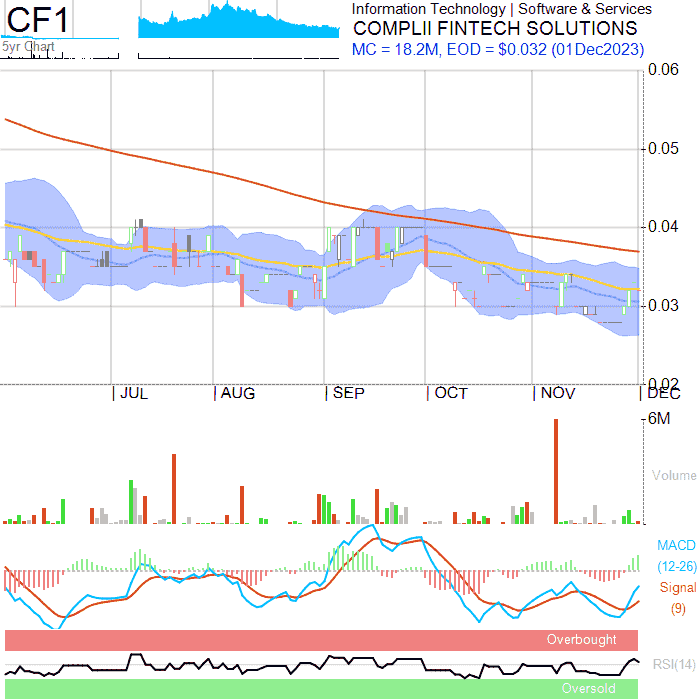 CF1
Information Technology | Software & Services
COMPLII FINTECH SOLUTIONS
MC = 18.2M, EOD = $0.032 (01Dec2023)
5yr Chart
0.06
0.05
0.04
0.03
0.02
JUL AUG SEP OCT NOV DEC
6M
Volume
MACD
(12-26)
Signal
(9)
Overbought
RSI(14)
Oversold